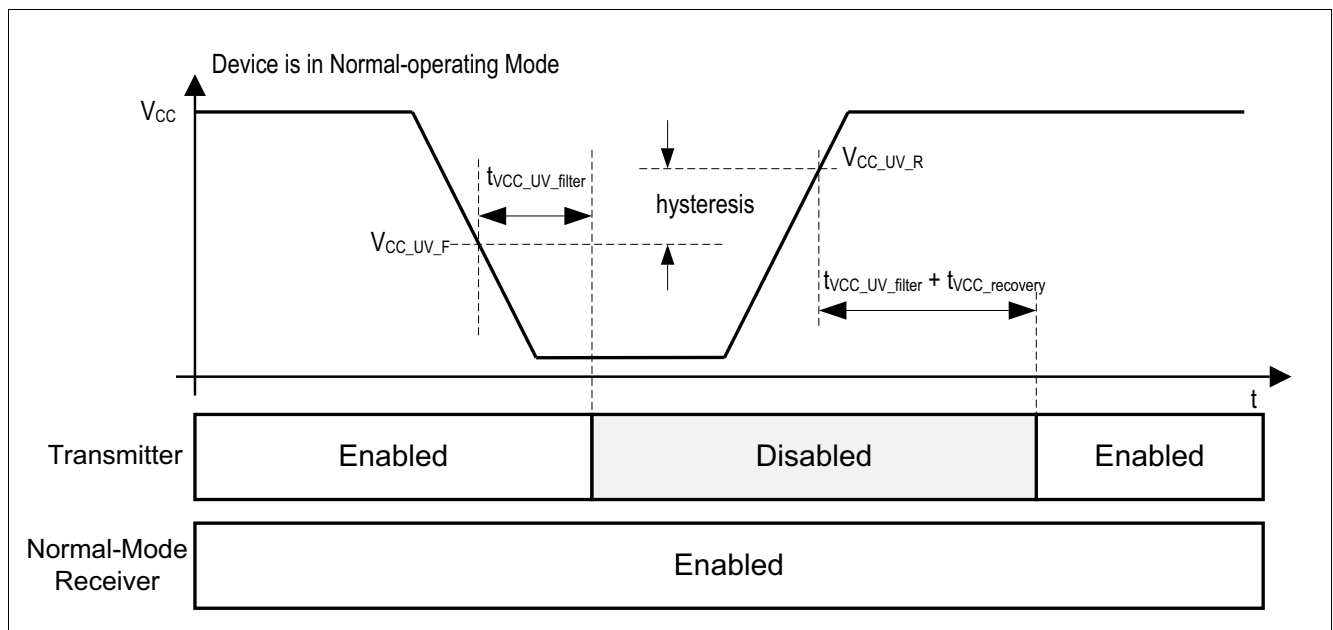 Device is in Normal-operating Mode
VCC
VCC_UV_R
tVCC_UV_filter
hysteresis
VCC_UV_F
tVCC_UV_filter + tVCC_recovery
t
Transmitter
Enabled
Disabled
Enabled
Normal-Mode
Receiver
Enabled